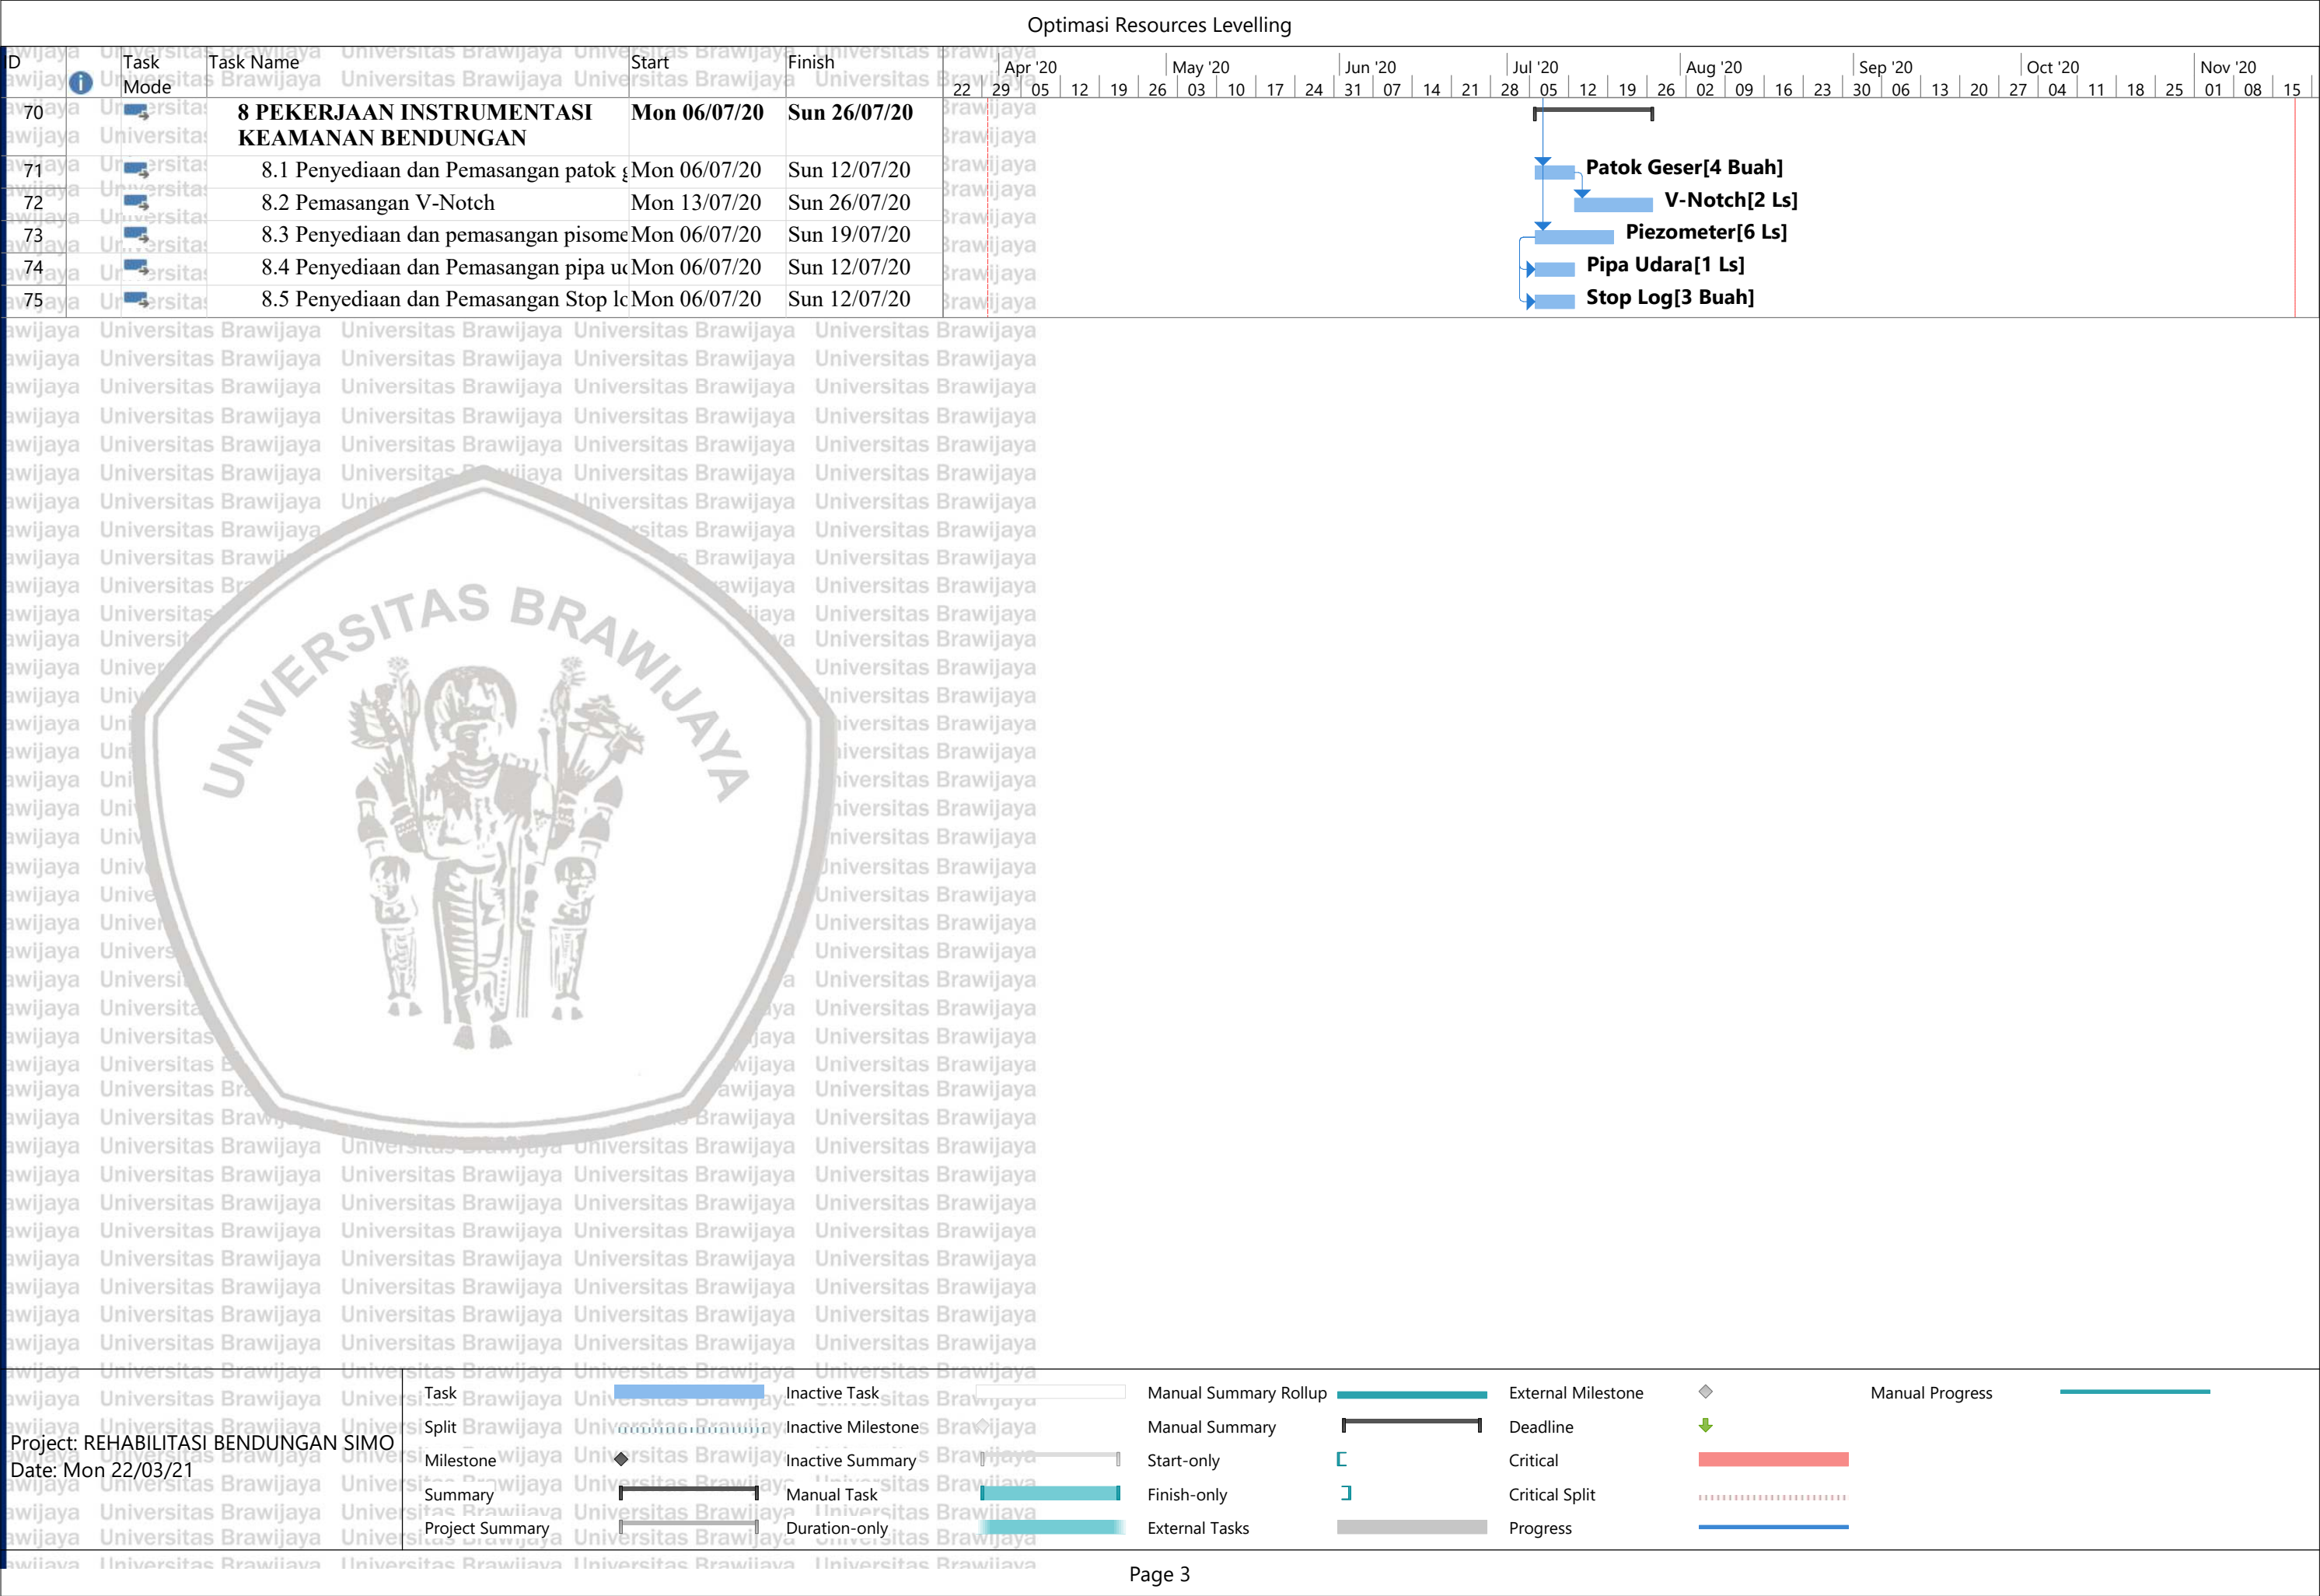 Optimasi Resources Levelling
ID Task Mode Task Name Start Finish
Apr '20 May '20 Jun '20 Jul '20 Aug '20 Sep '20 Oct '20 Nov '20
22 29 05 12 19 26 03 10 17 24 31 07 14 21 28 05 12 19 26 02 09 16 23 30 06 13 20 27 04 11 18 25 01 08 15
70 8 PEKERJAAN INSTRUMENTASI Mon 06/07/20 Sun 26/07/20
KEAMANAN BENDUNGAN
71 8.1 Penyediaan dan Pemasangan patok Mon 06/07/20 Sun 12/07/20 Patok Geser[4 Buah]
72 8.2 Pemasangan V-Notch Mon 13/07/20 Sun 26/07/20 V-Notch[2 Ls]
73 8.3 Penyediaan dan pemasangan pisome Mon 06/07/20 Sun 19/07/20 Piezometer[6 Ls]
74 8.4 Penyediaan dan Pemasangan pipa Mon 06/07/20 Sun 12/07/20 Pipa Udara[1 Ls]
75 8.5 Penyediaan dan Pemasangan Stop Mon 06/07/20 Sun 12/07/20 Stop Log[3 Buah]
UNIVERSITAS BRAWIJAYA
Universitas Brawijaya Universitas Brawijaya Universitas Brawijaya Universitas Brawijaya
Project: REHABILITASI BENDUNGAN SIMO
Date: Mon 22/03/21
Task Inactive Task Manual Summary Rollup External Milestone Manual Progress
Split Inactive Milestone Manual Summary Deadline
Milestone Inactive Summary Start-only Critical
Summary Manual Task Finish-only Critical Split
Project Summary Duration-only External Tasks Progress
Page 3